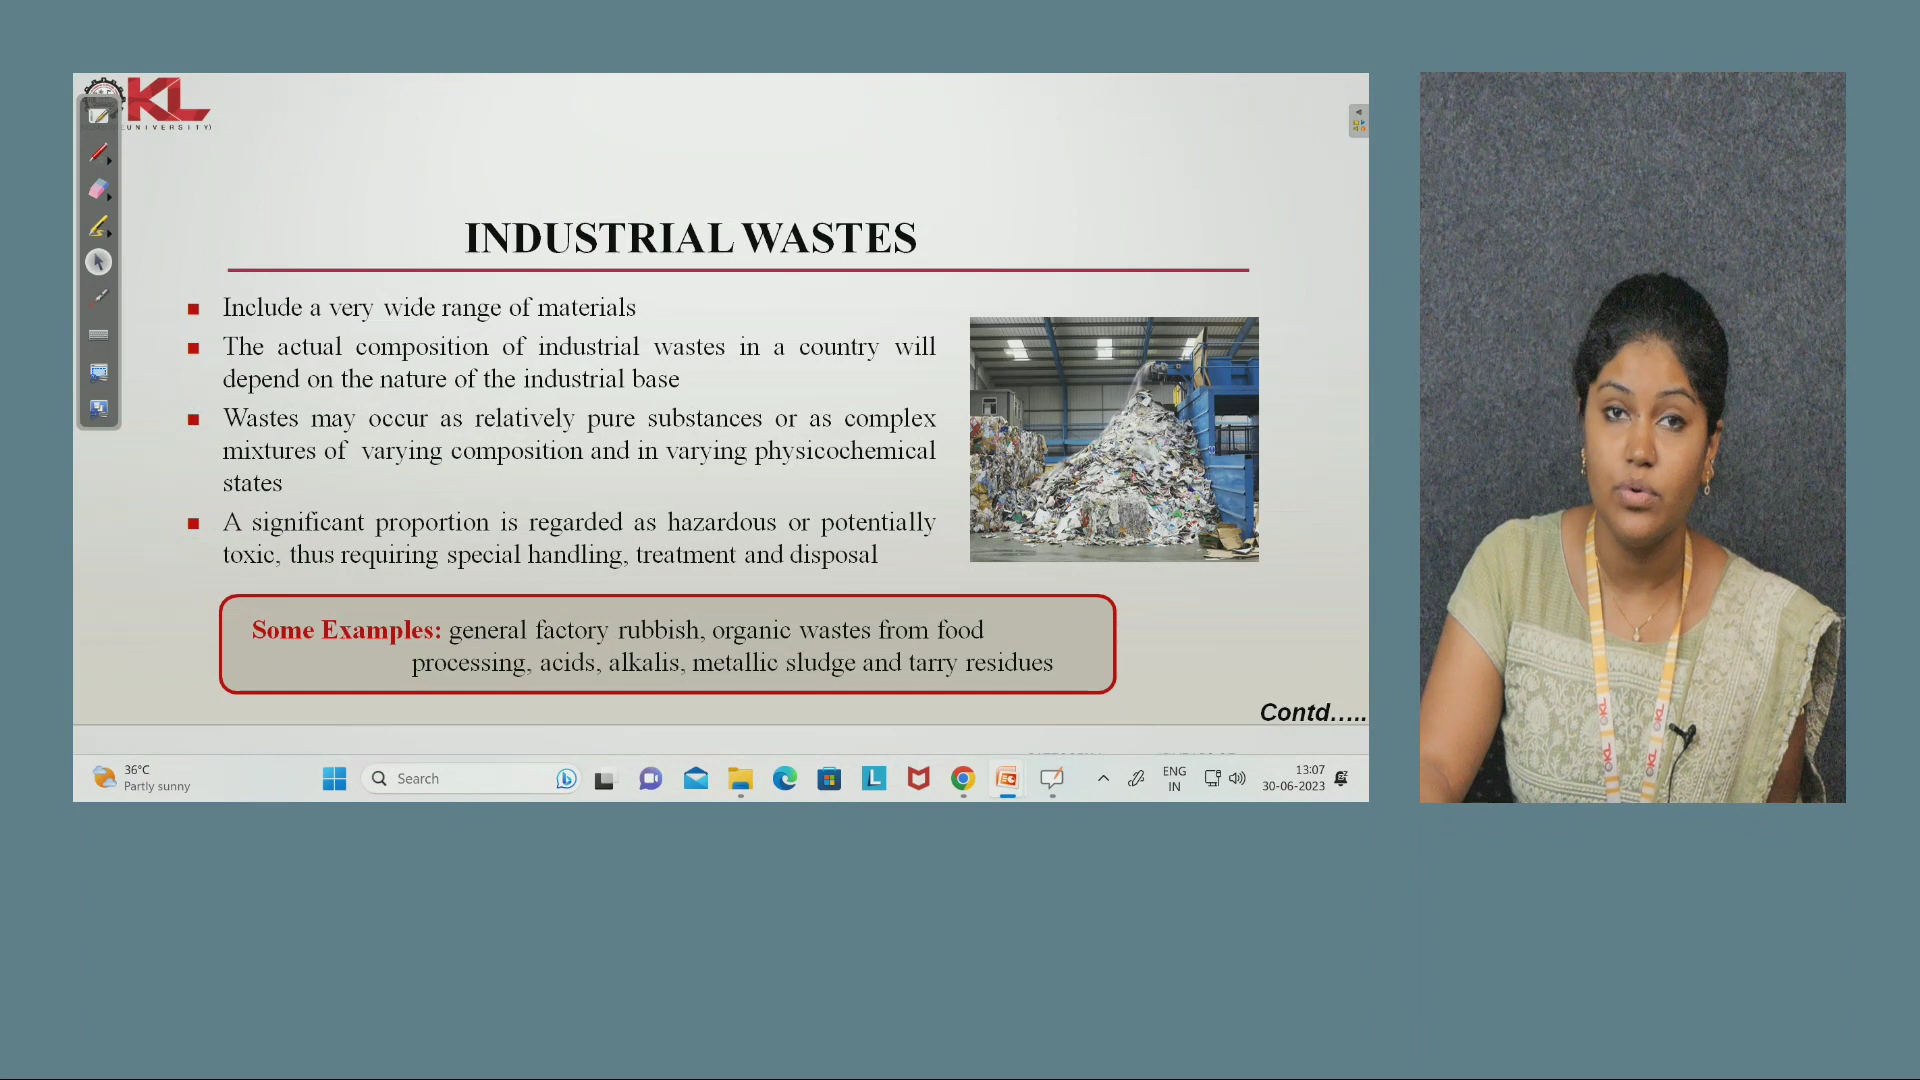 KL
(UNIVERSITY)
INDUSTRIAL WASTES
Include a very wide range of materials
The actual composition of industrial wastes in a country will
depend on the nature of the industrial base
Wastes may occur as relatively pure substances or as complex
mixtures of varying composition and in varying physicochemical
states
A significant proportion is regarded as hazardous or potentially
toxic, thus requiring special handling, treatment and disposal
Some Examples: general factory rubbish, organic wastes from food
processing, acids, alkalis, metallic sludge and tarry residues
Contd.....
36°C
Partly sunny
Search
ENG
IN
13:07
30-06-2023
KL
KL
KL
KL